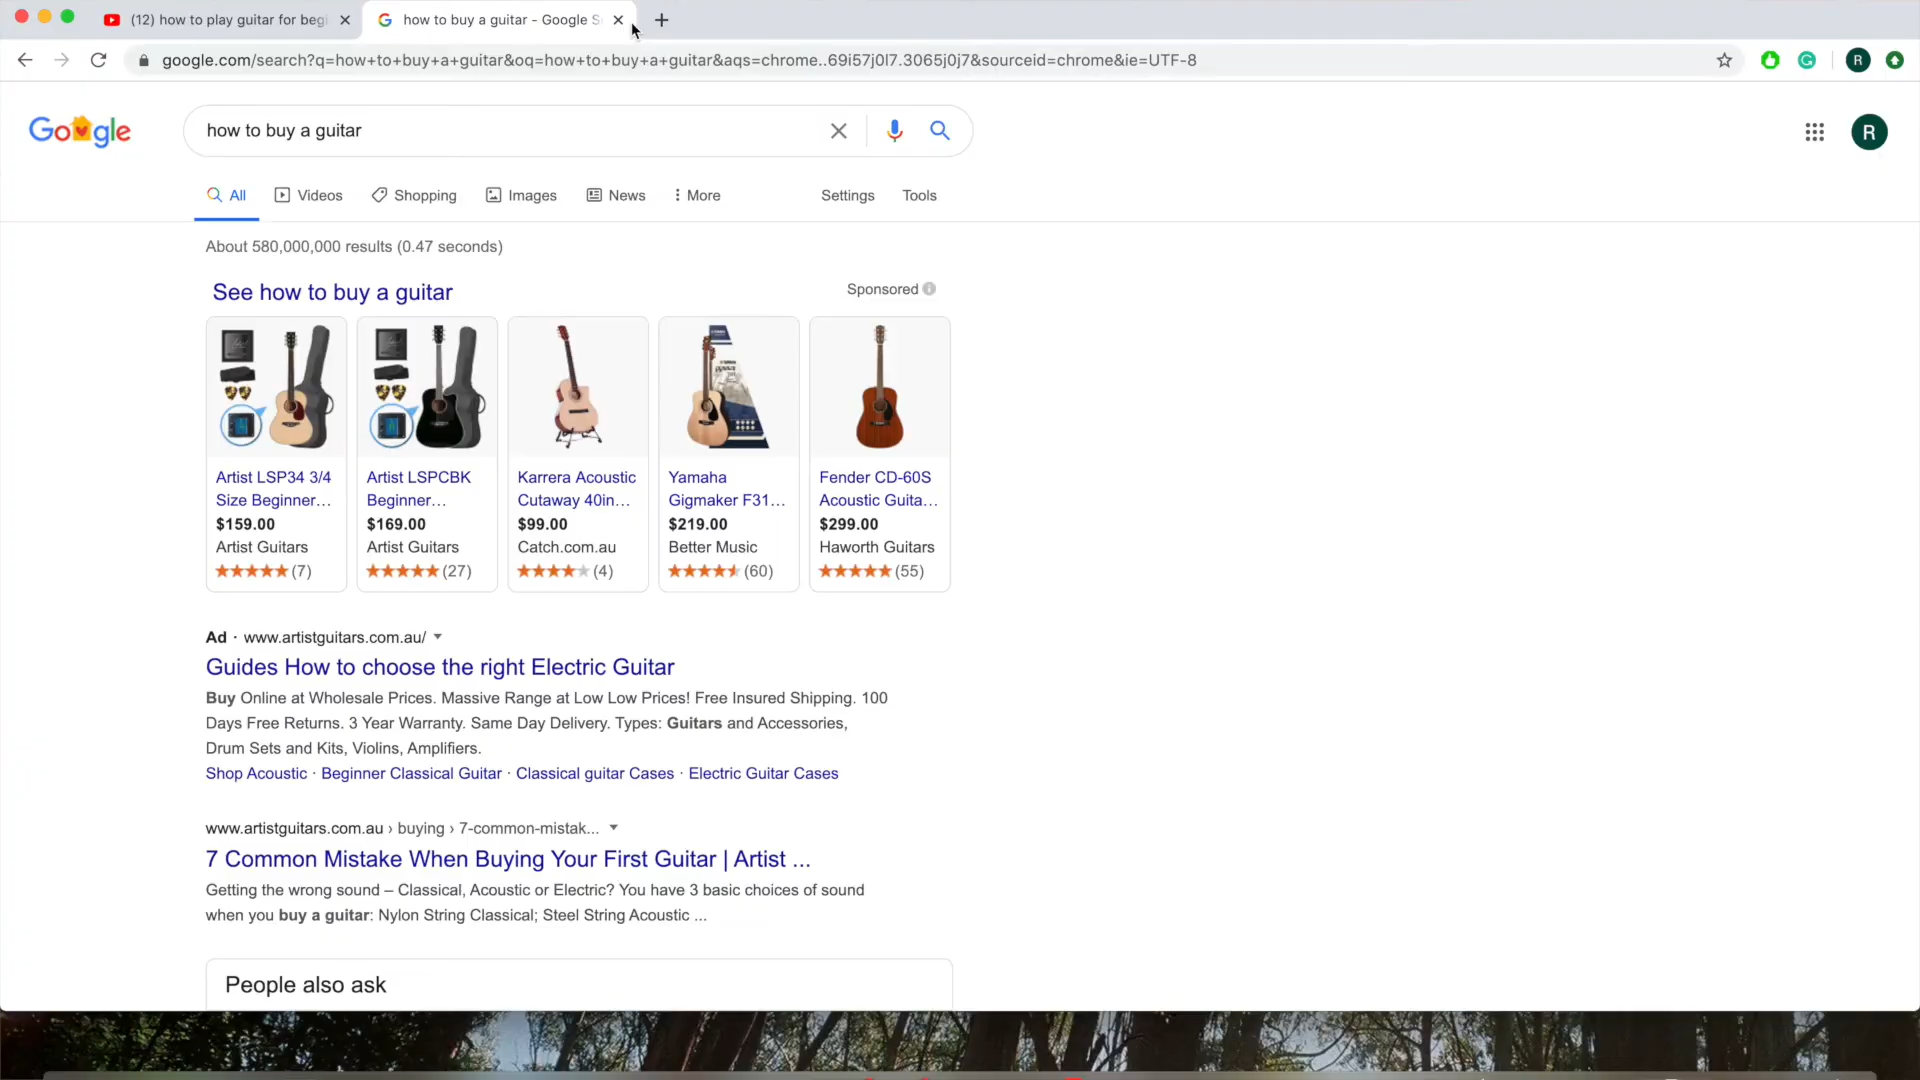 (12) how to play guitar for begi
how to buy a guitar - Google S
google.com/search?q=how+to+buy+a+guitar&oq=how+to+buy+a+guitar&aqs=chrome..69i57j0l7.3065j0j7&sourceid=chrome&ie=UTF-8
R
Google
how to buy a guitar
R
All
Videos
Shopping
Images
News
More
Settings
Tools
About 580,000,000 results (0.47 seconds)
See how to buy a guitar
Sponsored
Artist LSP34 3/4
Size Beginner...
$159.00
Artist Guitars
(7)
Artist LSPCBK
Beginner...
$169.00
Artist Guitars
(27)
Karrera Acoustic
Cutaway 40in...
$99.00
Catch.com.au
(4)
Yamaha
Gigmaker F31...
$219.00
Better Music
(60)
Fender CD-60S
Acoustic Guita...
$299.00
Haworth Guitars
(55)
Ad · www.artistguitars.com.au/
Guides How to choose the right Electric Guitar
Buy Online at Wholesale Prices. Massive Range at Low Low Prices! Free Insured Shipping. 100
Days Free Returns. 3 Year Warranty. Same Day Delivery. Types: Guitars and Accessories,
Drum Sets and Kits, Violins, Amplifiers.
Shop Acoustic · Beginner Classical Guitar · Classical guitar Cases · Electric Guitar Cases
www.artistguitars.com.au › buying › 7-common-mistak...
7 Common Mistake When Buying Your First Guitar | Artist ...
Getting the wrong sound – Classical, Acoustic or Electric? You have 3 basic choices of sound
when you buy a guitar: Nylon String Classical; Steel String Acoustic ...
People also ask